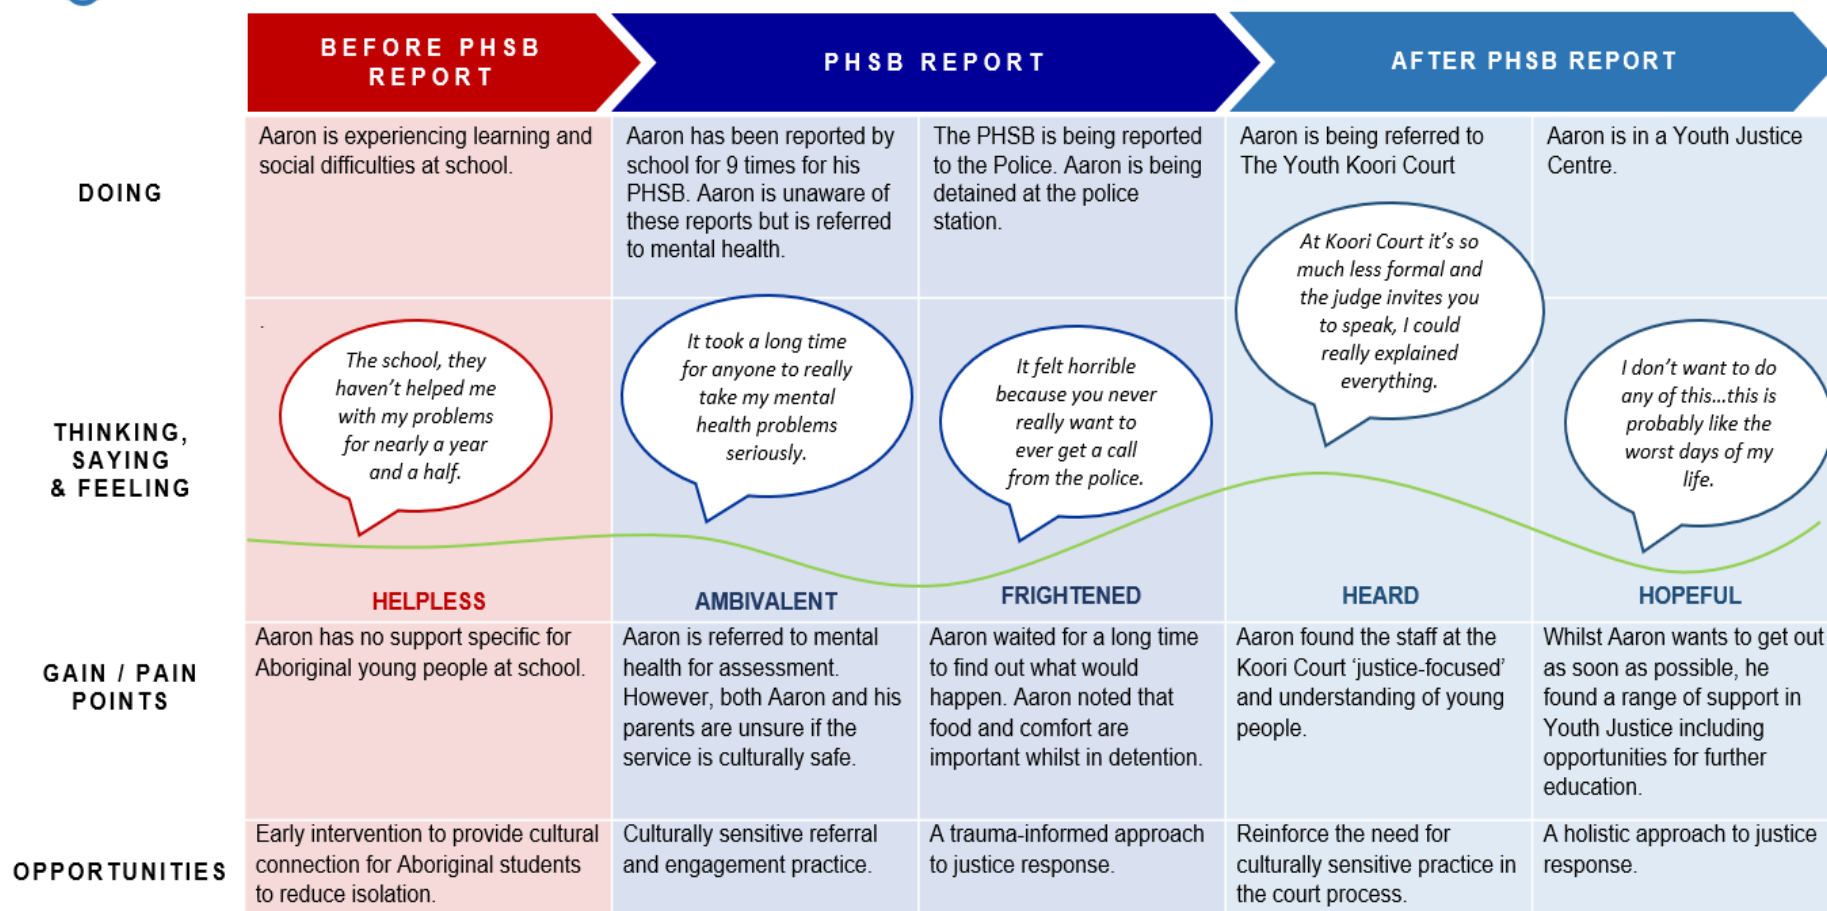 BEFORE PHSB
REPORT
PHSB REPORT
AFTER PHSB REPORT
DOING
Aaron is experiencing learning and
social difficulties at school.
Aaron has been reported by
school for 9 times for his
PHSB. Aaron is unaware of
these reports but is referred
to mental health.
The PHSB is being reported
to the Police. Aaron is being
detained at the police
station.
Aaron is being referred to
The Youth Koori Court
Aaron is in a Youth Justice
Centre.
THINKING,
SAYING
& FEELING
.
The school, they
haven't helped me
with my problems
for nearly a year
and a half.
It took a long time
for anyone to really
take my mental
health problems
seriously.
It felt horrible
because you never
really want to
ever get a call
from the police.
At Koori Court it's so
much less formal and
the judge invites you
to speak, I could
really explained
everything.
I don't want to do
any of this...this is
probably like the
worst days of my
life.
HELPLESS
AMBIVALENT
FRIGHTENED
HEARD
HOPEFUL
GAIN / PAIN
POINTS
Aaron has no support specific for
Aboriginal young people at school.
Aaron is referred to mental
health for assessment.
However, both Aaron and his
parents are unsure if the
service is culturally safe.
Aaron waited for a long time
to find out what would
happen. Aaron noted that
food and comfort are
important whilst in detention.
Aaron found the staff at the
Koori Court 'justice-focused'
and understanding of young
people.
Whilst Aaron wants to get out
as soon as possible, he
found a range of support in
Youth Justice including
opportunities for further
education.
OPPORTUNITIES
Early intervention to provide cultural
connection for Aboriginal students
to reduce isolation.
Culturally sensitive referral
and engagement practice.
A trauma-informed approach
to justice response.
Reinforce the need for
culturally sensitive practice in
the court process.
A holistic approach to justice
response.